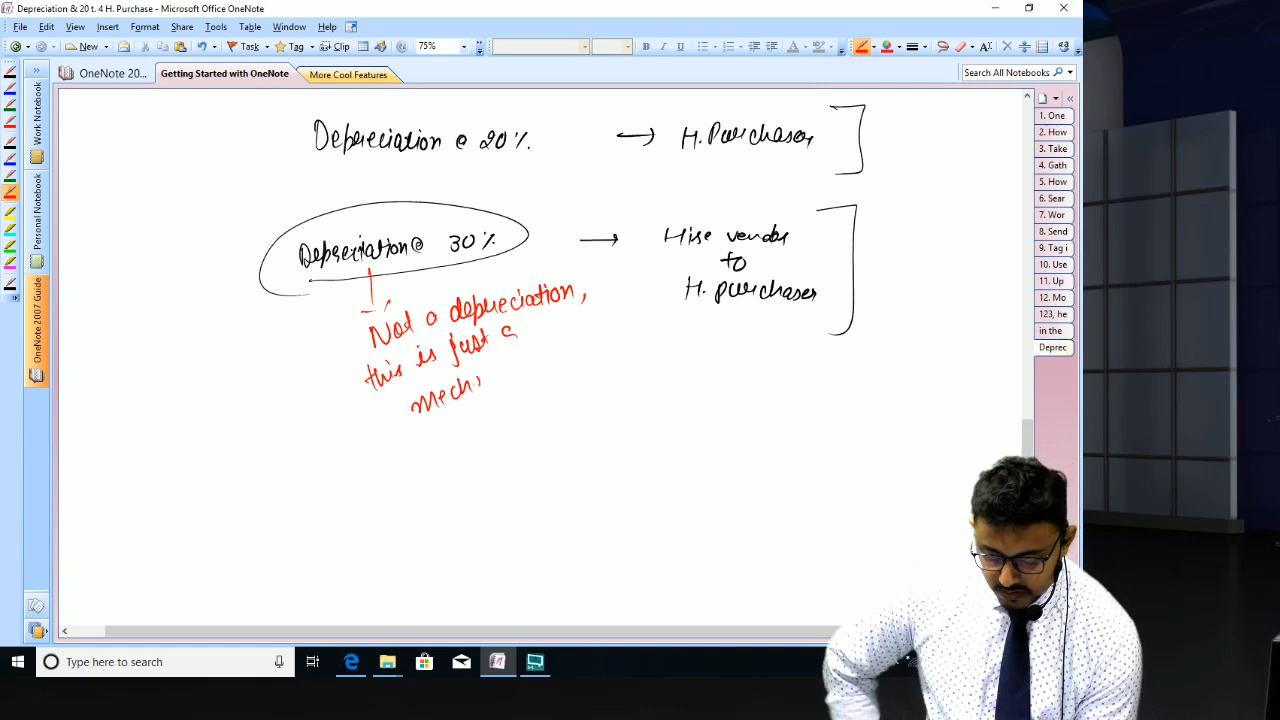 Depreciation & 20 t. 4 H. Purchase - Microsoft Office OneNote
File Edit View Insert Format Share Tools Table Window Help
New Task Tag Clip 75%
OneNote 20... Getting Started with OneNote More Cool Features Search All Notebooks
Work Notebook
Personal Notebook
OneNote 2007 Guide
Depreciation @ 20%. → H. Purchaser
Depreciation @ 30% → Hire vendor
to
H. purchaser
Not a depreciation,
this is just a
mech
1. One
2. How
3. Take
4. Gath
5. How
6. Sear
7. Wor
8. Send
9. Tag i
10. Use
11. Up
12. Mo
123, he
in the
Deprec
Type here to search